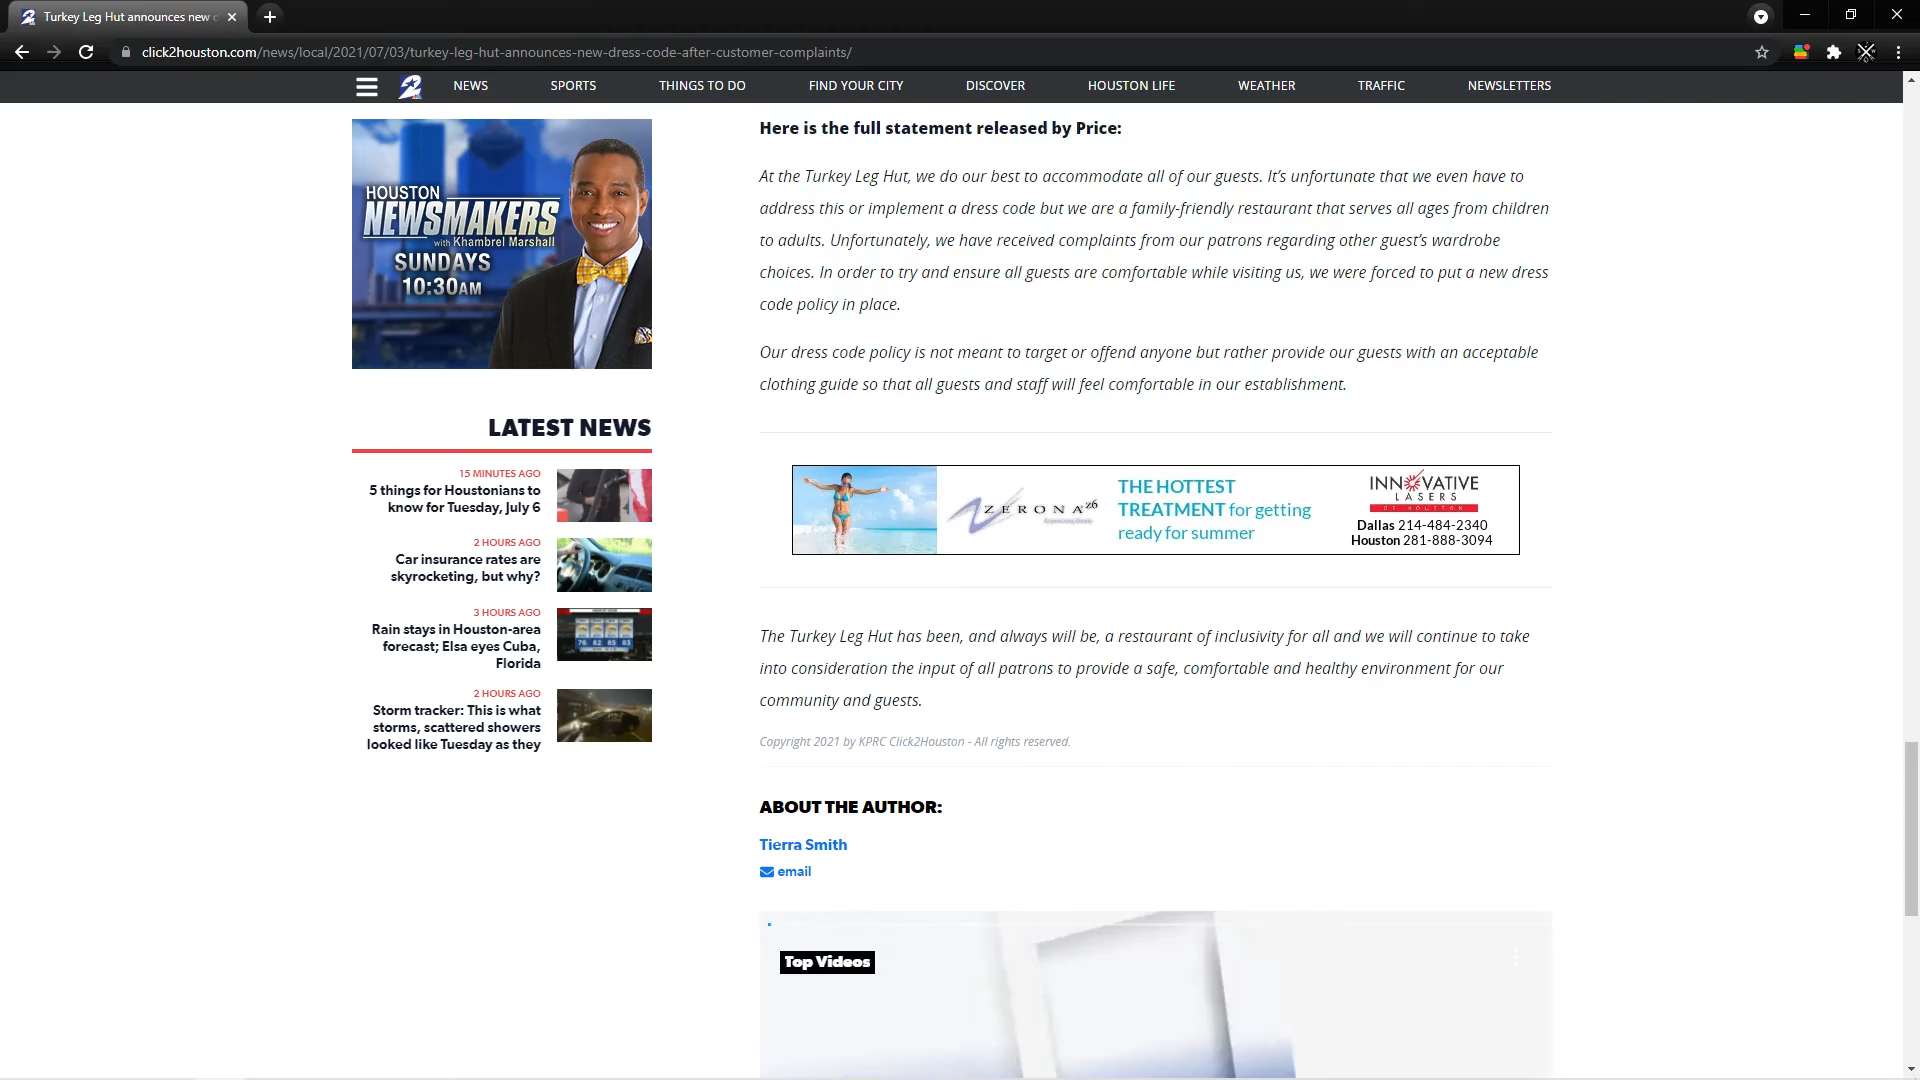 Turkey Leg Hut announces new
click2houston.com/news/local/2021/07/03/turkey-leg-hut-announces-new-dress-code-after-customer-complaints/
NEWS
SPORTS
THINGS TO DO
FIND YOUR CITY
DISCOVER
HOUSTON LIFE
WEATHER
TRAFFIC
NEWSLETTERS
HOUSTON
NEWSMAKERS
with Khambrel Marshall
SUNDAYS
10:30AM
LATEST NEWS
15 MINUTES AGO
5 things for Houstonians to
know for Tuesday, July 6
2 HOURS AGO
Car insurance rates are
skyrocketing, but why?
3 HOURS AGO
Rain stays in Houston-area
forecast; Elsa eyes Cuba,
Florida
76 82 85 83
2 HOURS AGO
Storm tracker: This is what
storms, scattered showers
looked like Tuesday as they
Here is the full statement released by Price:
At the Turkey Leg Hut, we do our best to accommodate all of our guests. It’s unfortunate that we even have to
address this or implement a dress code but we are a family-friendly restaurant that serves all ages from children
to adults. Unfortunately, we have received complaints from our patrons regarding other guest’s wardrobe
choices. In order to try and ensure all guests are comfortable while visiting us, we were forced to put a new dress
code policy in place.
Our dress code policy is not meant to target or offend anyone but rather provide our guests with an acceptable
clothing guide so that all guests and staff will feel comfortable in our establishment.
ZERONA Z6
THE HOTTEST
TREATMENT for getting
ready for summer
INNOVATIVE
LASERS
OF HOUSTON
Dallas 214-484-2340
Houston 281-888-3094
The Turkey Leg Hut has been, and always will be, a restaurant of inclusivity for all and we will continue to take
into consideration the input of all patrons to provide a safe, comfortable and healthy environment for our
community and guests.
Copyright 2021 by KPRC Click2Houston - All rights reserved.
ABOUT THE AUTHOR:
Tierra Smith
email
Top Videos